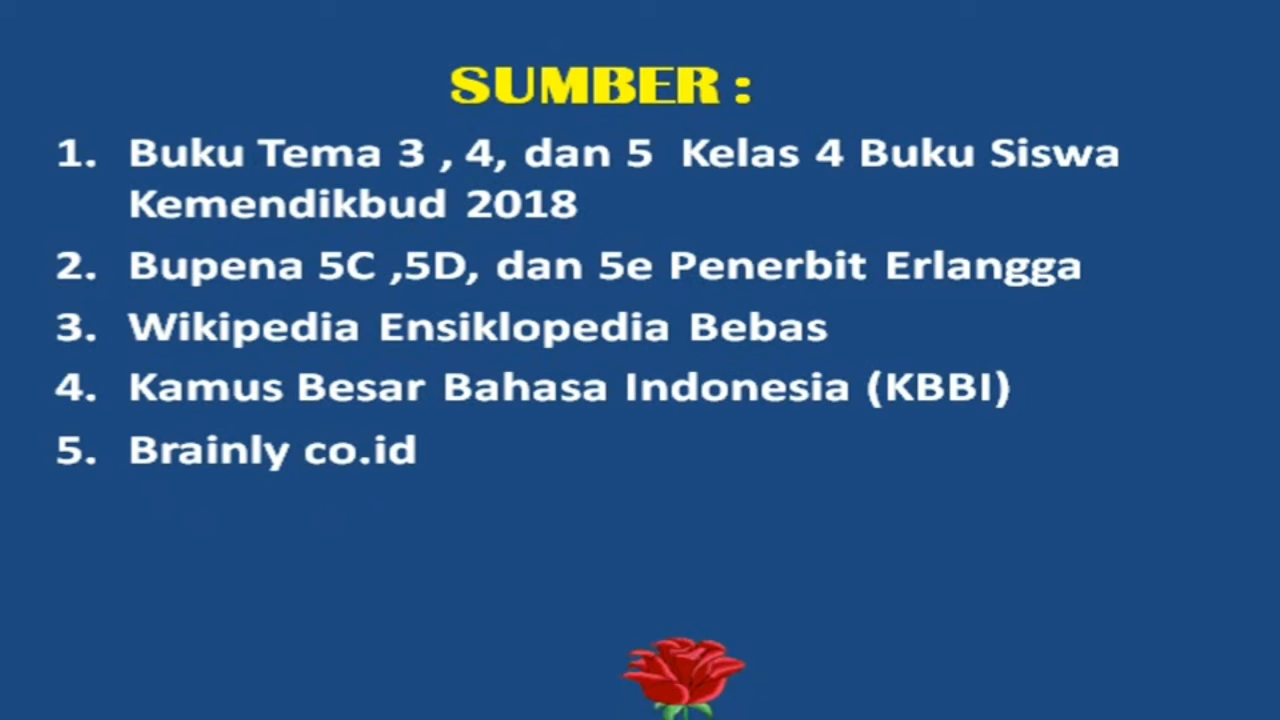 SUMBER :
1. Buku Tema 3 , 4, dan 5 Kelas 4 Buku Siswa
Kemendikbud 2018
2. Bupena 5C ,5D, dan 5e Penerbit Erlangga
3. Wikipedia Ensiklopedia Bebas
4. Kamus Besar Bahasa Indonesia (KBBI)
5. Brainly co.id